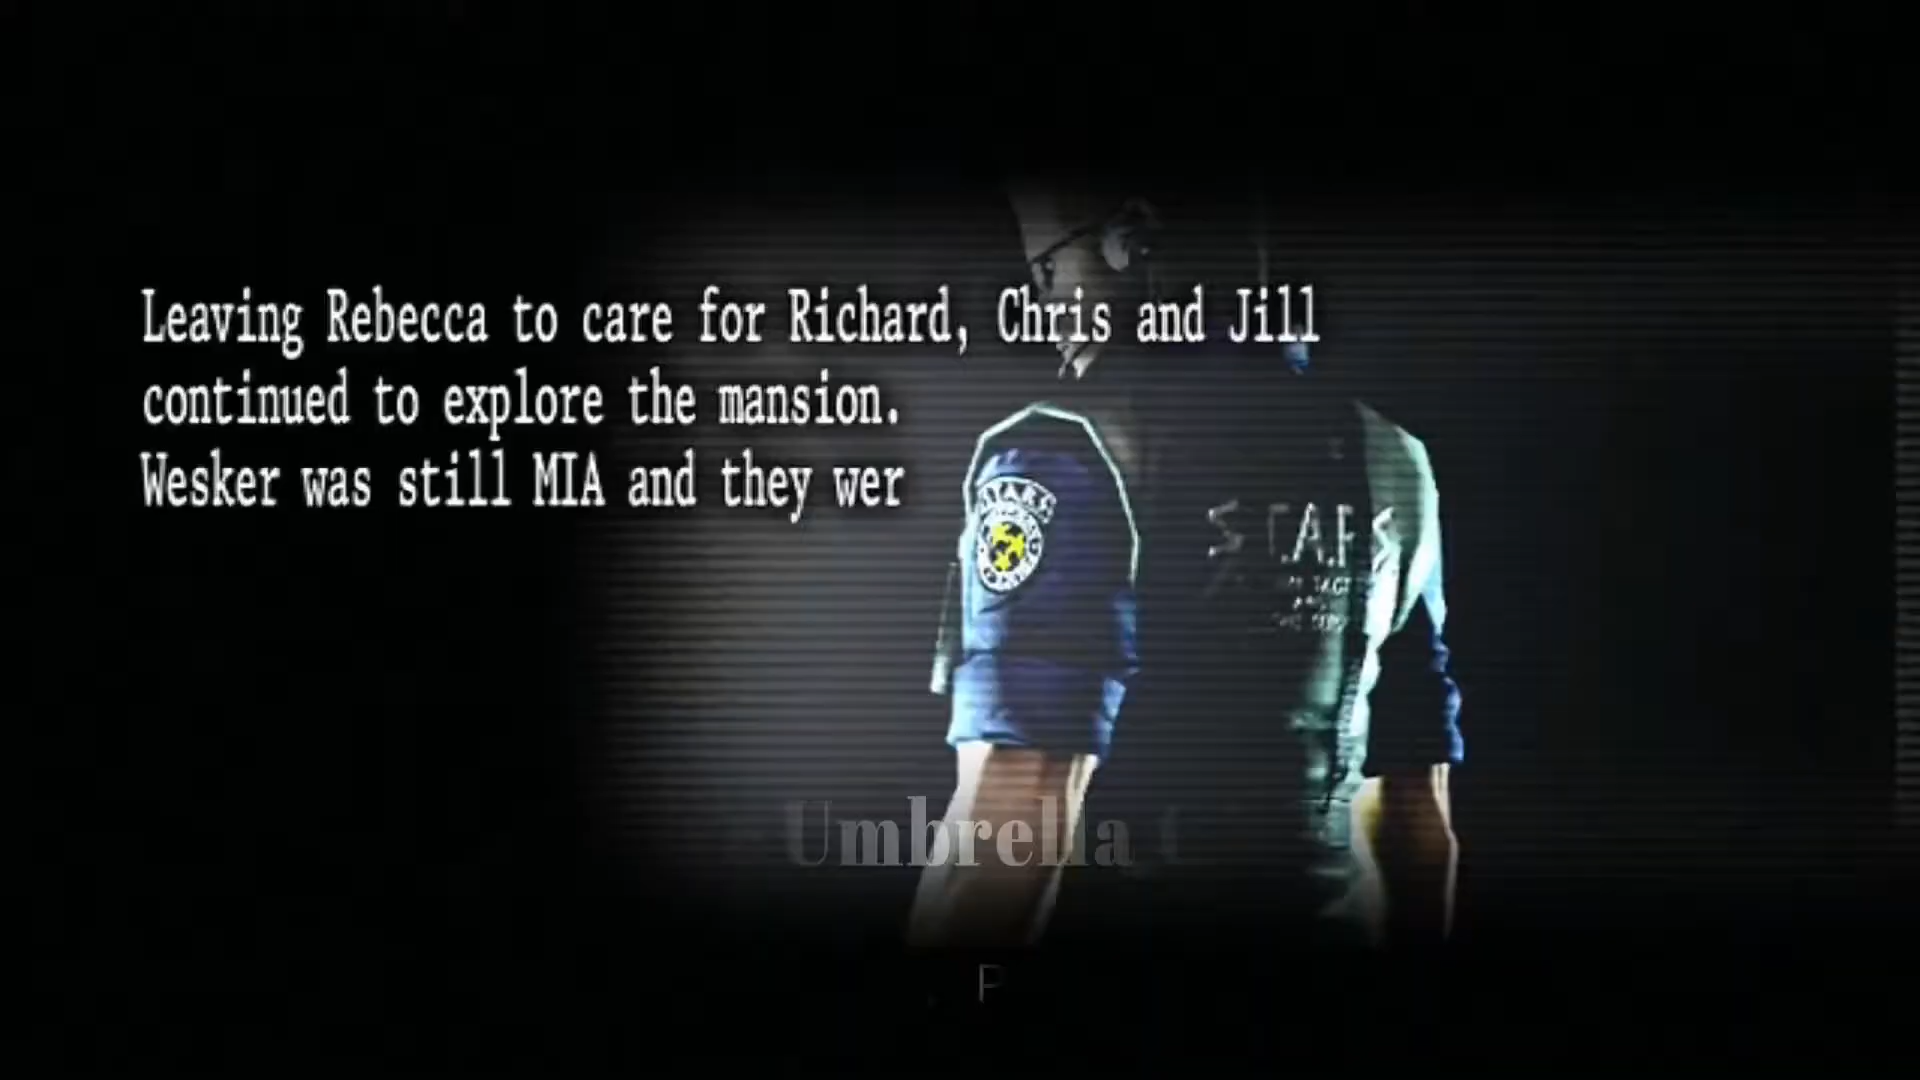 Leaving Rebecca to care for Richard, Chris and Jill
continued to explore the mansion.
Wesker was still MIA and they wer
S.T.A.R.S
Umbrella
P